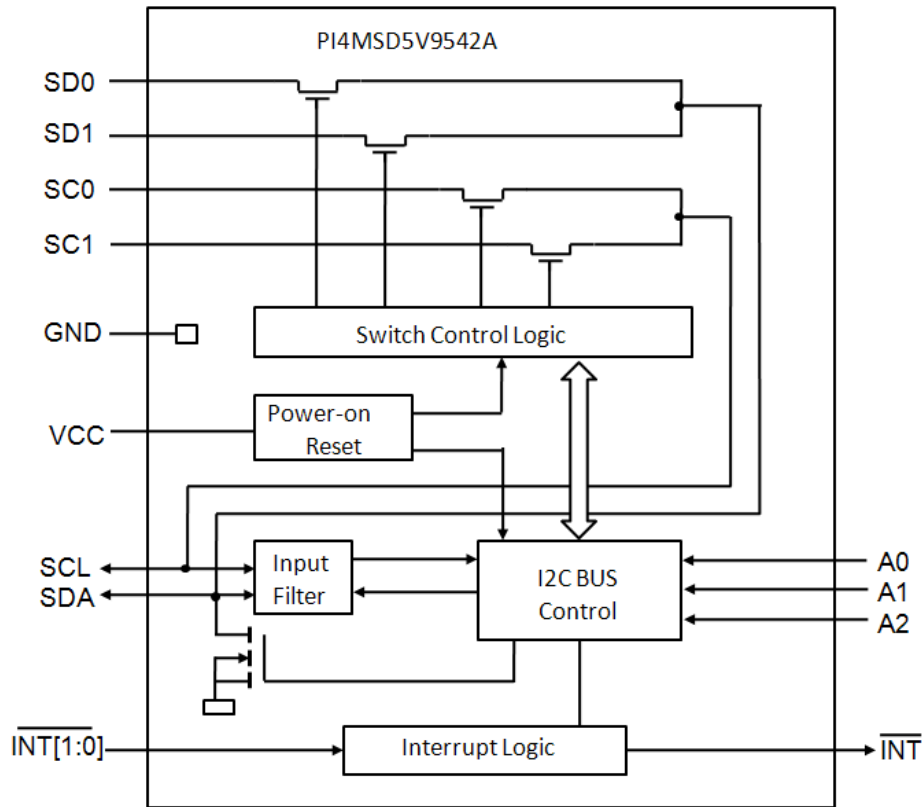 PI4MSD5V9542A
SD0
SD1
SC0
SC1
GND
Switch Control Logic
VCC
Power-on
Reset
SCL
SDA
Input
Filter
I2C BUS
Control
A0
A1
A2
INT[1:0]
Interrupt Logic
INT